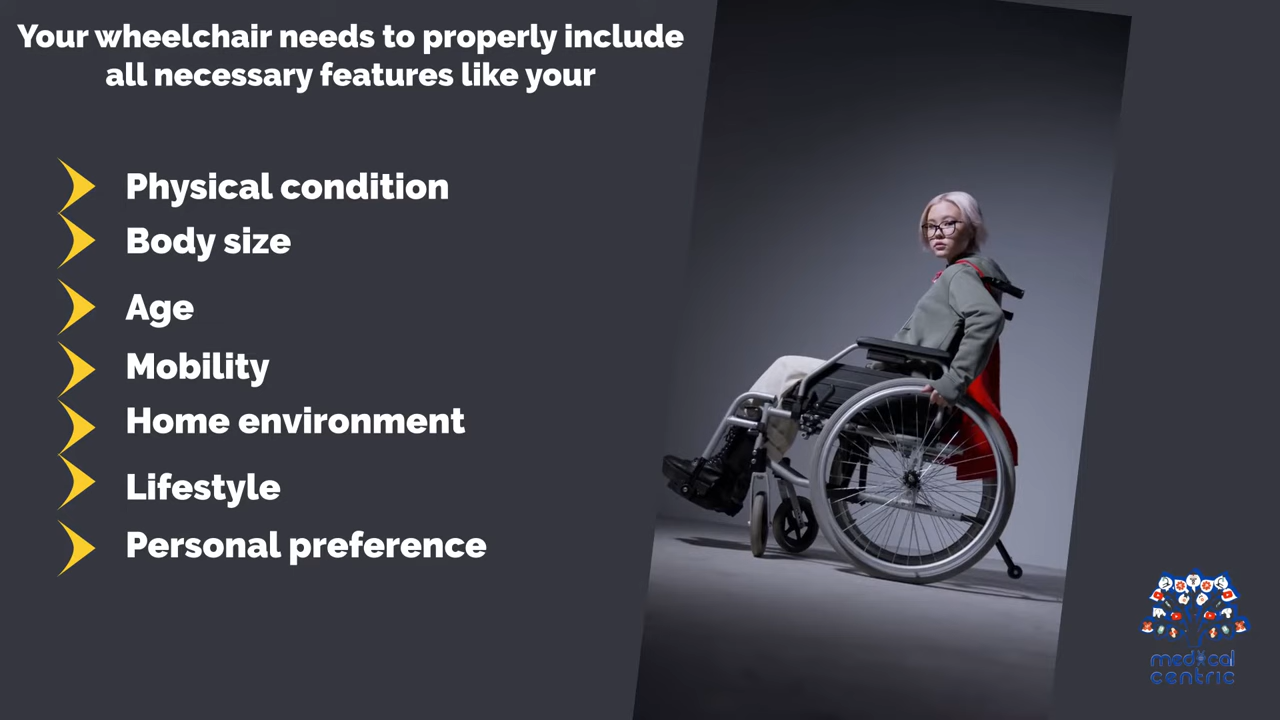 Your wheelchair needs to properly include
all necessary features like your
Physical condition
Body size
Age
Mobility
Home environment
Lifestyle
Personal preference
medical
centric